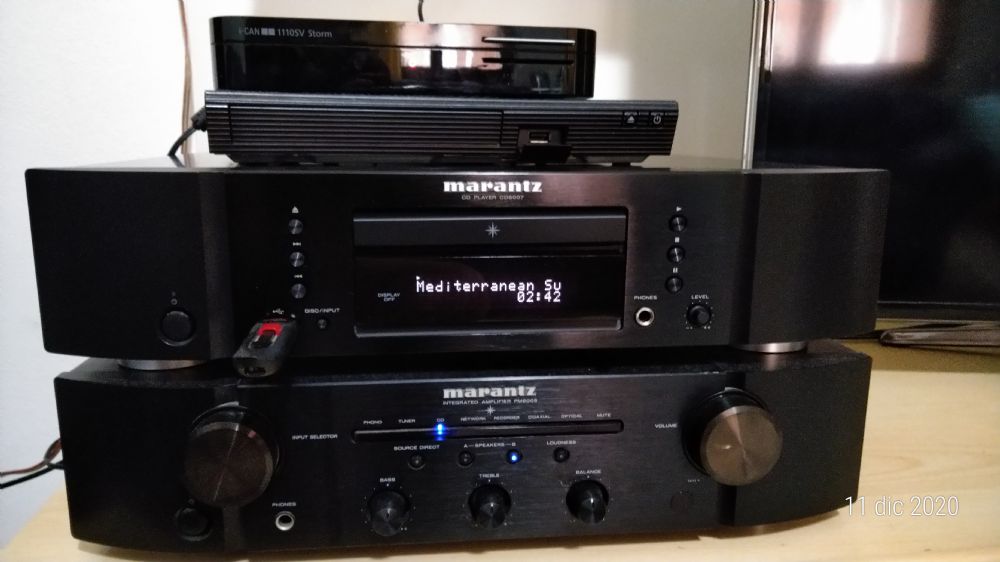 i-CAN 1110SV Storm
marantz
CD PLAYER CD6007
DISPLAY OFF
Mediterranean Su
02:42
DISC/INPUT
PHONES
LEVEL
marantz
INTEGRATED AMPLIFIER PM6006
INPUT SELECTOR
PHONO TUNER CD NETWORK RECORDER COAXIAL OPTICAL MUTE
VOLUME
SOURCE DIRECT
A—SPEAKERS—B
LOUDNESS
BASS
TREBLE
BALANCE
PHONES
11 dic 2020